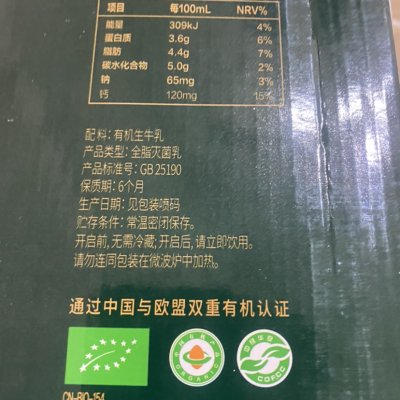 项目 每100mL NRV%
能量 309kJ 4%
蛋白质 3.6g 6%
脂肪 4.4g 7%
碳水化合物 5.0g 2%
钠 65mg 3%
钙 120mg 15%
配料: 有机生牛乳
产品类型: 全脂灭菌乳
产品标准号: GB 25190
保质期: 6个月
生产日期: 见包装喷码
贮存条件: 常温密闭保存。
开启前,无需冷藏;开启后,请立即饮用。
请勿连同包装在微波炉中加热。
通过中国与欧盟双重有机认证
ORGANIC
COFCC
CN-BIO-154